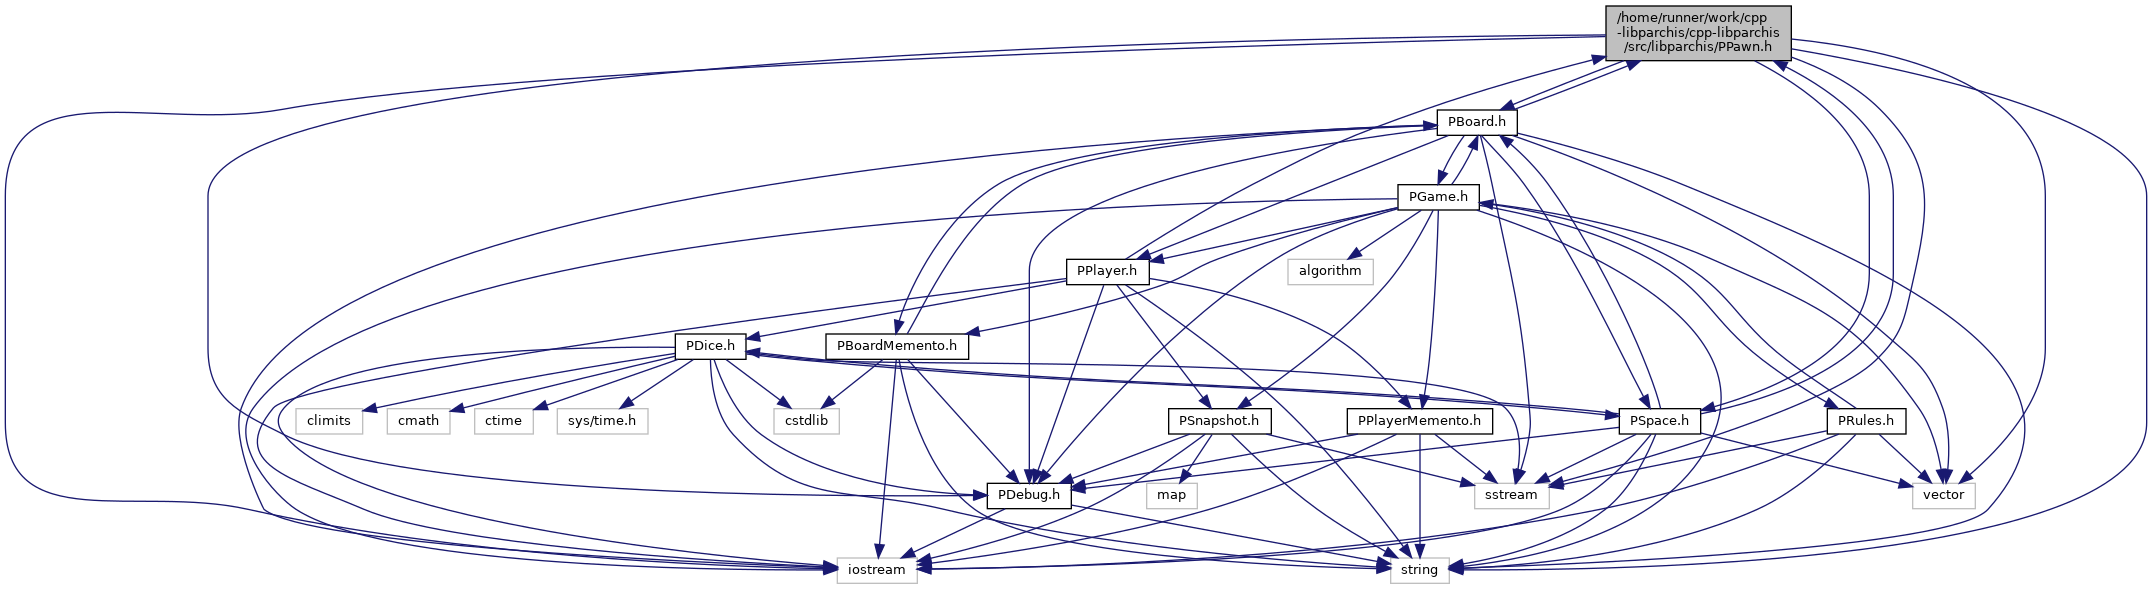 /home/runner/work/cpp
-libparchis/cpp-libparchis
/src/libparchis/PPawn.h
PBoard.h
PGame.h
PPlayer.h
algorithm
PDice.h
PBoardMemento.h
climits
cmath
ctime
sys/time.h
cstdlib
PSnapshot.h
PPlayerMemento.h
PSpace.h
PRules.h
PDebug.h
map
sstream
vector
iostream
string